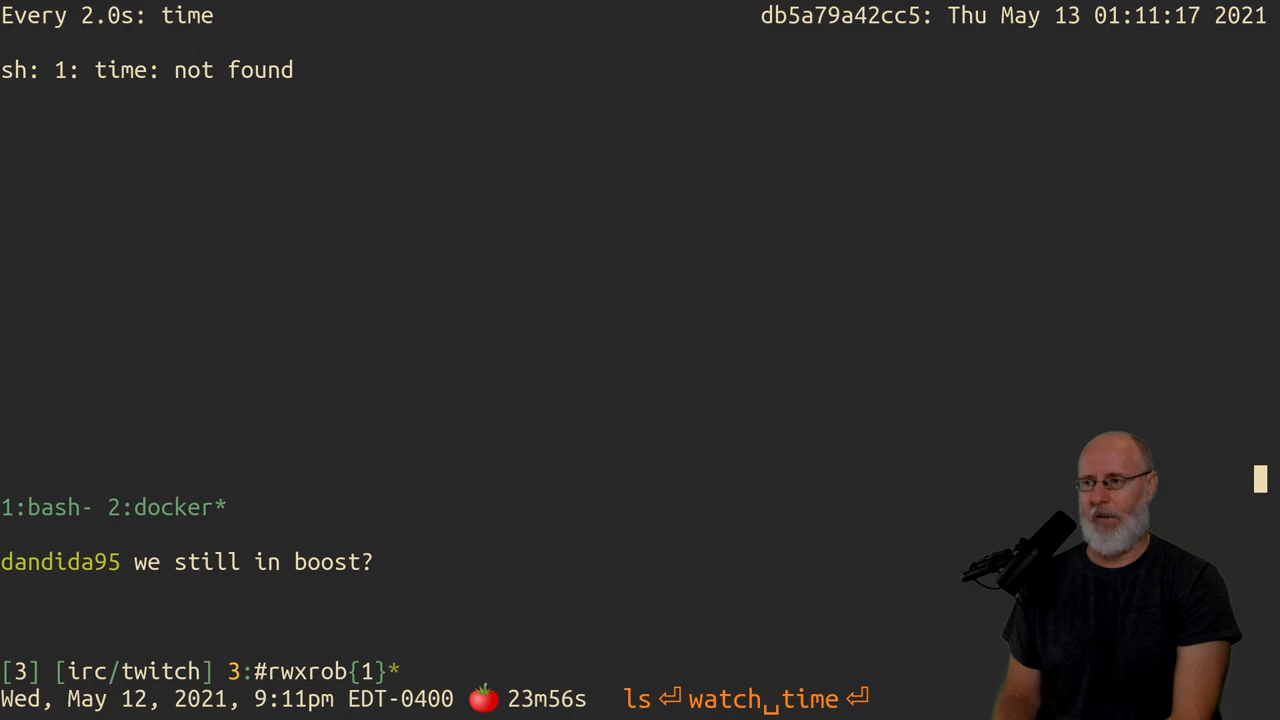 Every 2.0s: time db5a79a42cc5: Thu May 13 01:11:17 2021
sh: 1: time: not found
1:bash- 2:docker*
dandida95 we still in boost?
[3] [irc/twitch] 3:#rwxrob{1}*
Wed, May 12, 2021, 9:11pm EDT-0400 🍅 23m56s ls⏎watch␣time⏎